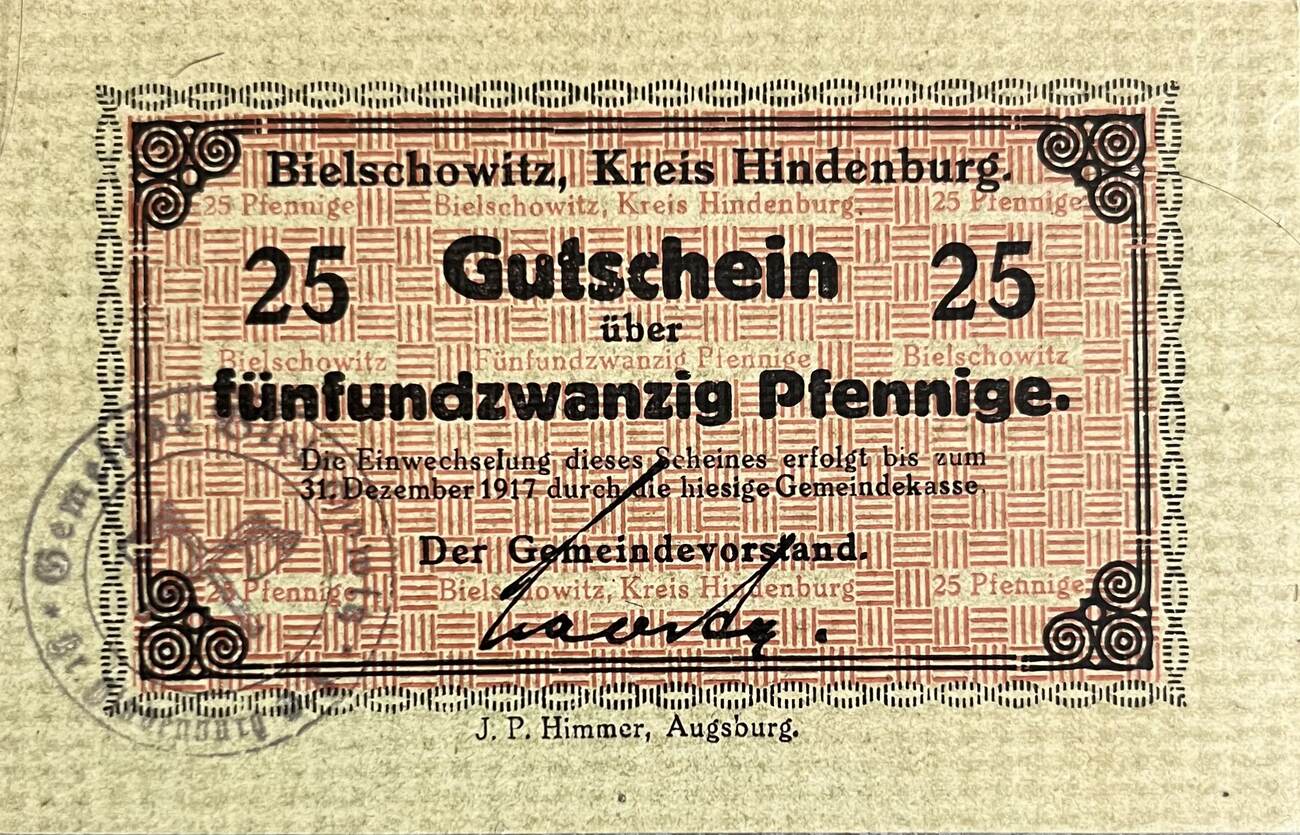 Bielschowitz, Kreis Hindenburg.
25 Pfennige Bielschowitz, Kreis Hindenburg. 25 Pfennige
25 Gutschein 25
über
Bielschowitz Fünfundzwanzig Pfennige Bielschowitz
fünfundzwanzig Pfennige.
Die Einwechselung dieses Scheines erfolgt bis zum
31. Dezember 1917 durch die hiesige Gemeindekasse.
Der Gemeindevorstand.
25 Pfennige Bielschowitz, Kreis Hindenburg 25 Pfennige
J. P. Himmer, Augsburg.